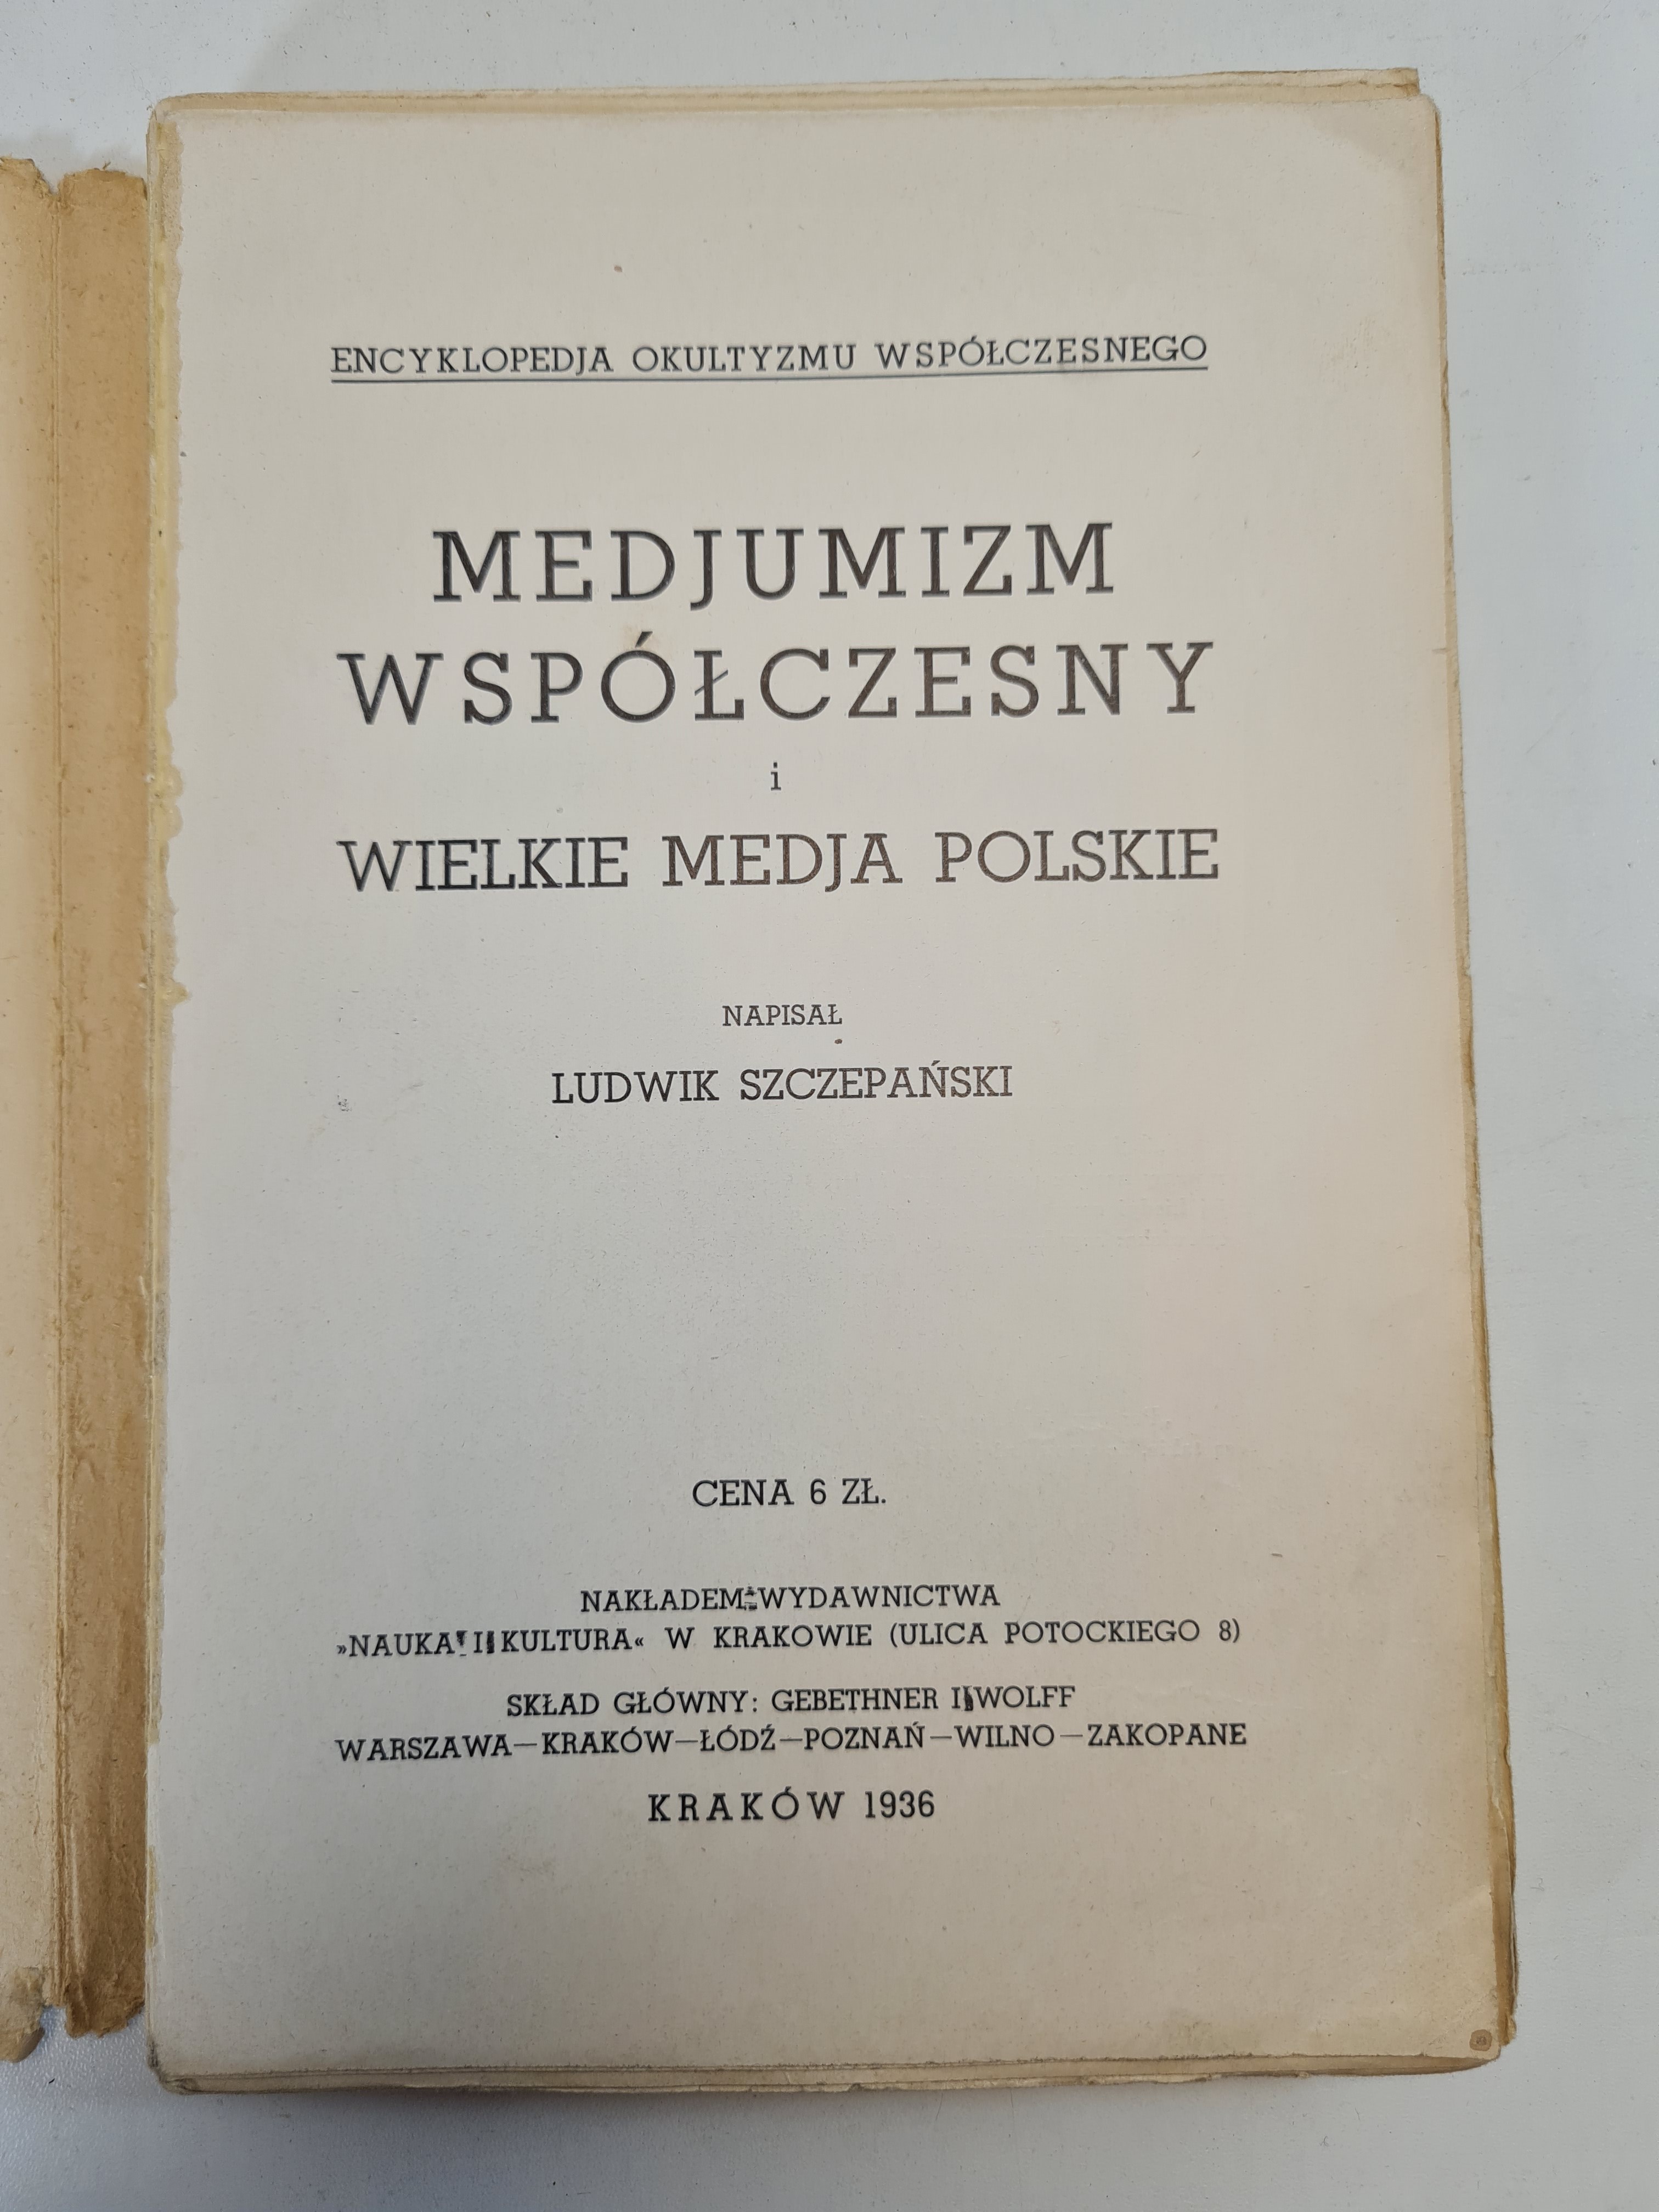 ENCYKLOPEDJA OKULTYZMU WSPÓŁCZESNEGO
MEDJUMIZM
WSPÓŁCZESNY
i
WIELKIE MEDJA POLSKIE
NAPISAŁ
LUDWIK SZCZEPAŃSKI
CENA 6 ZŁ.
NAKŁADEM WYDAWNICTWA
»NAUKA I KULTURA« W KRAKOWIE (ULICA POTOCKIEGO 8)
SKŁAD GŁÓWNY: GEBETHNER I WOLFF
WARSZAWA—KRAKÓW—ŁÓDŹ—POZNAŃ—WILNO—ZAKOPANE
KRAKÓW 1936